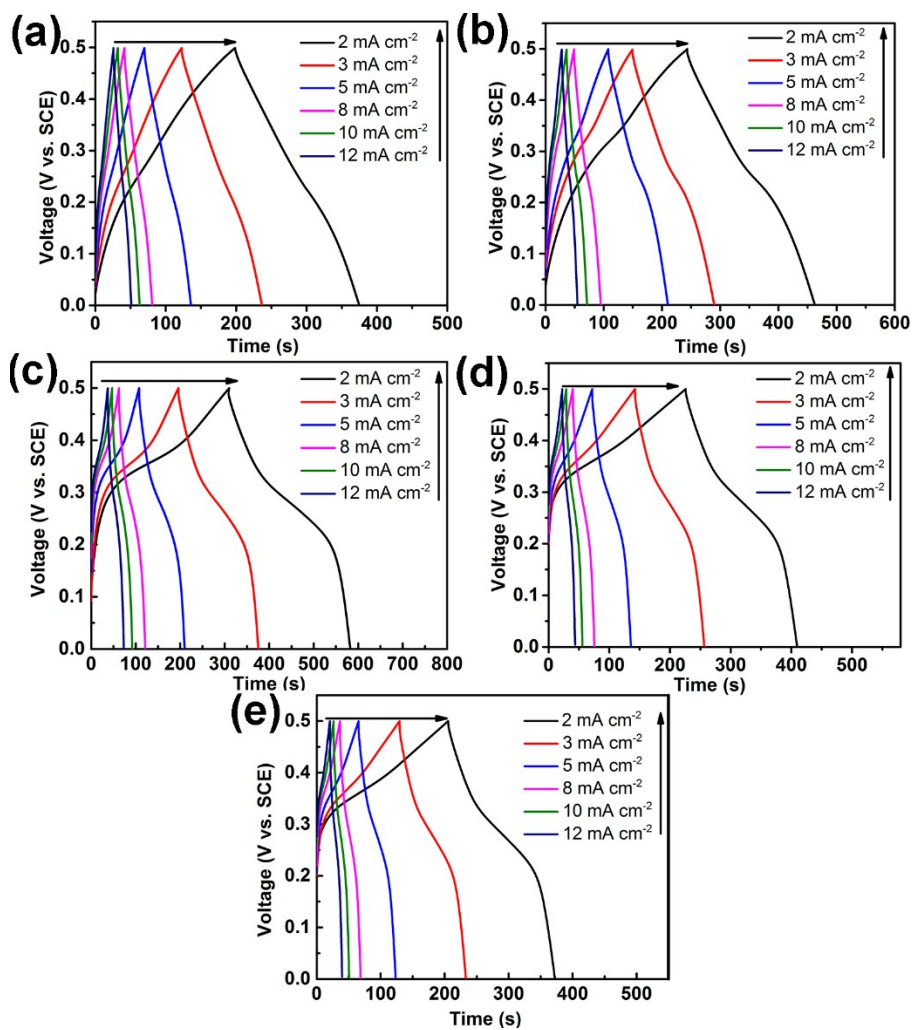 (a)
2 mA cm-2
3 mA cm-2
5 mA cm-2
8 mA cm-2
10 mA cm-2
12 mA cm-2
Voltage (V vs. SCE)
0.5
0.4
0.3
0.2
0.1
0.0
0 100 200 300 400 500
Time (s)
(b)
2 mA cm-2
3 mA cm-2
5 mA cm-2
8 mA cm-2
10 mA cm-2
12 mA cm-2
Voltage (V vs. SCE)
0.5
0.4
0.3
0.2
0.1
0.0
0 100 200 300 400 500 600
Time (s)
(c)
2 mA cm-2
3 mA cm-2
5 mA cm-2
8 mA cm-2
10 mA cm-2
12 mA cm-2
Voltage (V vs. SCE)
0.5
0.4
0.3
0.2
0.1
0.0
0 100 200 300 400 500 600 700 800
Time (s)
(d)
2 mA cm-2
3 mA cm-2
5 mA cm-2
8 mA cm-2
10 mA cm-2
12 mA cm-2
Voltage (V vs. SCE)
0.5
0.4
0.3
0.2
0.1
0.0
0 100 200 300 400 500
Time (s)
(e)
2 mA cm-2
3 mA cm-2
5 mA cm-2
8 mA cm-2
10 mA cm-2
12 mA cm-2
Voltage (V vs. SCE)
0.5
0.4
0.3
0.2
0.1
0.0
0 100 200 300 400 500
Time (s)